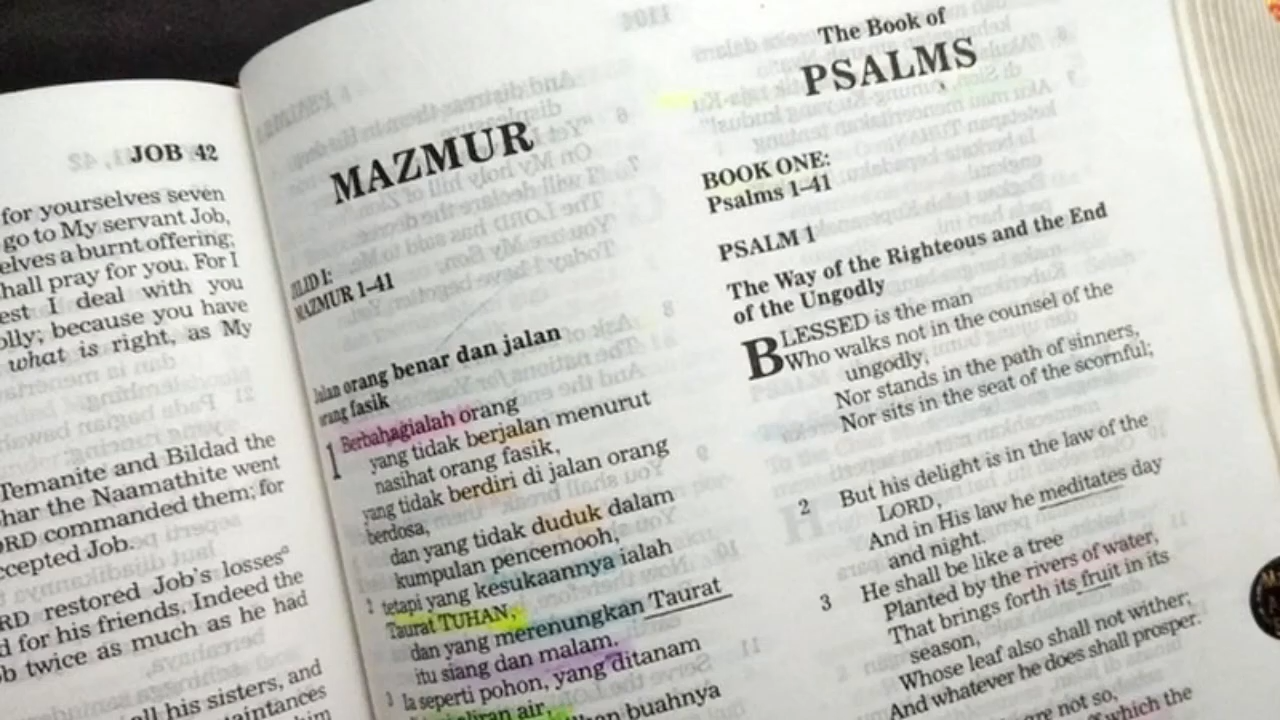 JOB 42
for yourselves seven
go to My servant Job,
a burnt offering;
pray for you. For I
I deal with you
because you have
what is right, as My
Temanite and Bildad the
the Naamathite went
commanded them; for
Job.
restored Job's losses
for his friends. Indeed the
twice as much as he had
all his sisters, and
MAZMUR
MAZMUR 1–41
Jalan orang benar dan jalan
orang fasik
1 Berbahagialah orang
yang tidak berjalan menurut
nasihat orang fasik,
yang tidak berdiri di jalan orang
berdosa,
dan yang tidak duduk dalam
kumpulan pencemooh,
2 tetapi yang kesukaannya ialah
Taurat TUHAN,
dan yang merenungkan Taurat
itu siang dan malam.
3 Ia seperti pohon, yang ditanam
aliran air,
buahnya
The Book of
PSALMS
BOOK ONE:
Psalms 1–41
PSALM 1
The Way of the Righteous and the End
of the Ungodly
BLESSED is the man
Who walks not in the counsel of the
ungodly,
Nor stands in the path of sinners,
Nor sits in the seat of the scornful;
2 But his delight is in the law of the
LORD,
And in His law he meditates day
and night.
3 He shall be like a tree
Planted by the rivers of water,
That brings forth its fruit in its
season,
Whose leaf also shall not wither;
And whatever he does shall prosper.
are not so,
which the